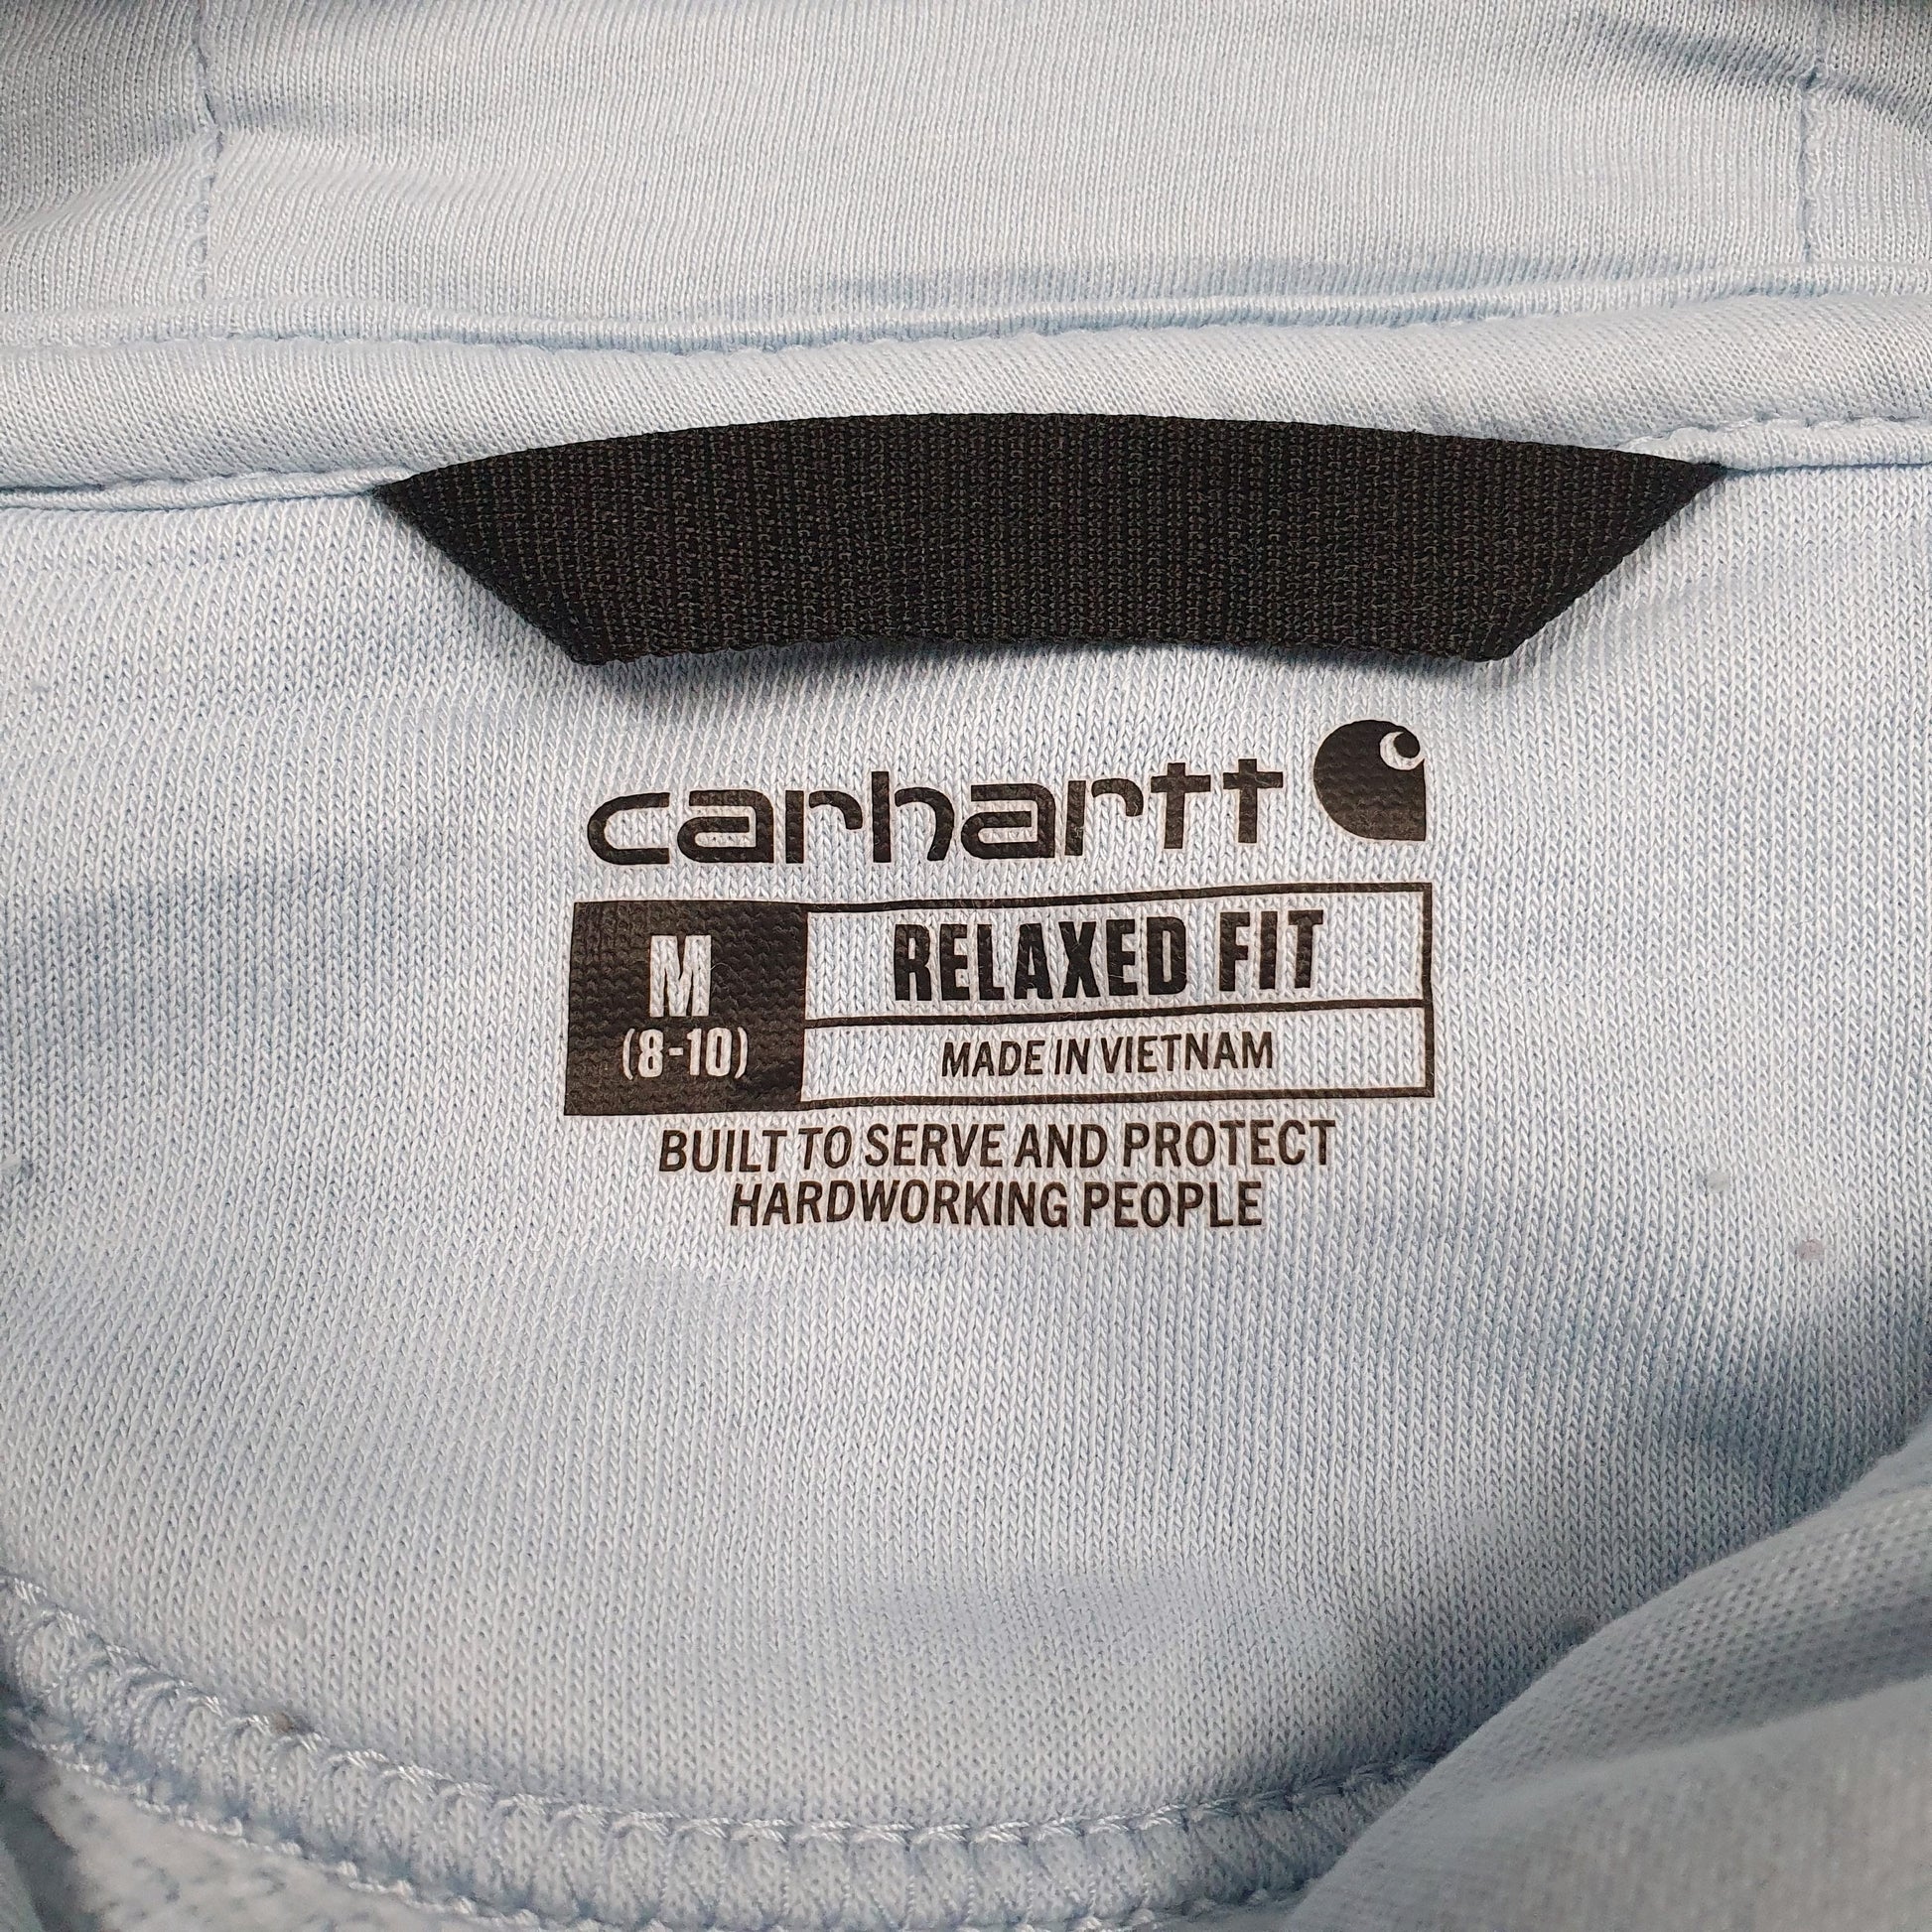 carhartt
M
(8-10)
RELAXED FIT
MADE IN VIETNAM
BUILT TO SERVE AND PROTECT
HARDWORKING PEOPLE